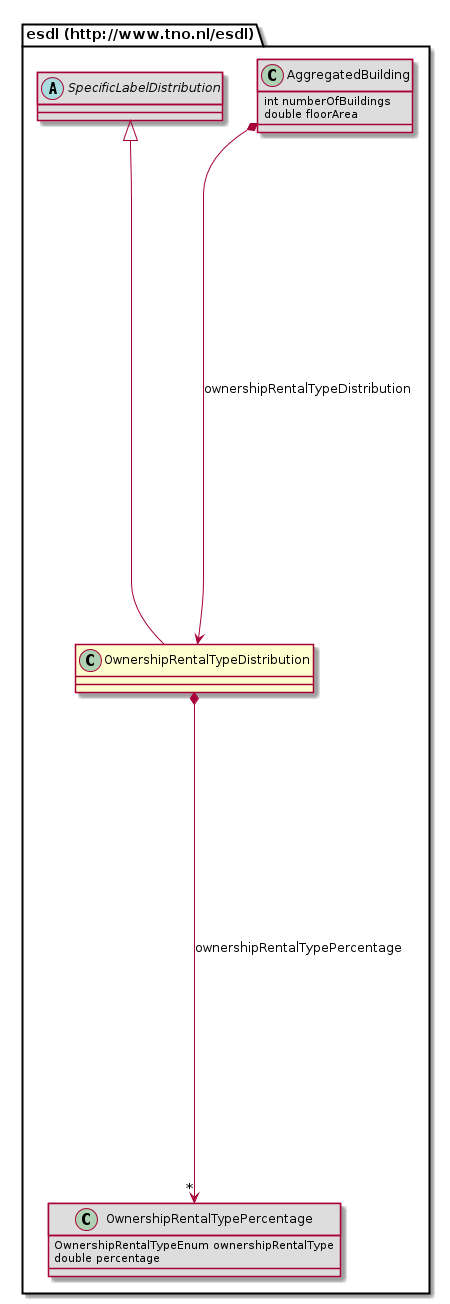 esdl (http://www.tno.nl/esdl)
A SpecificLabelDistribution
C AggregatedBuilding
int numberOfBuildings
double floorArea
ownershipRentalTypeDistribution
C OwnershipRentalTypeDistribution
ownershipRentalTypePercentage
*
C OwnershipRentalTypePercentage
OwnershipRentalTypeEnum ownershipRentalType
double percentage